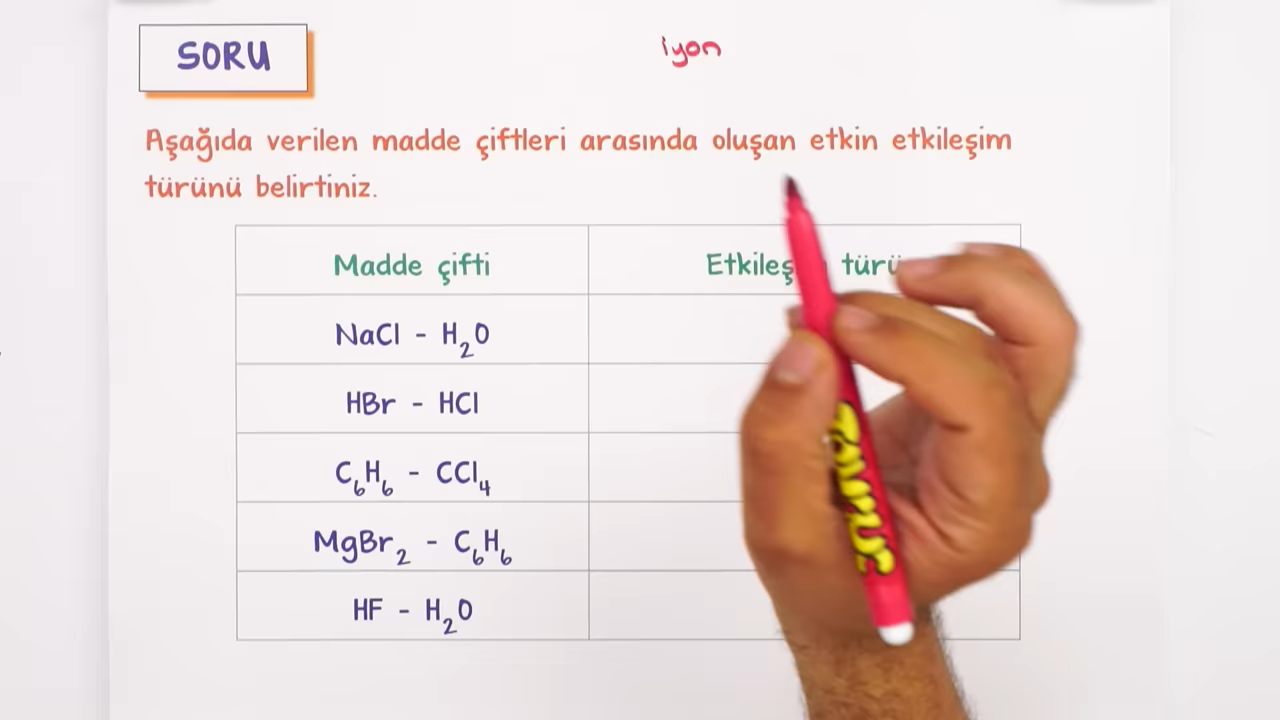 SORU
iyon
Aşağıda verilen madde çiftleri arasında oluşan etkin etkileşim
türünü belirtiniz.
Madde çifti
türü
NaCl - H₂O
HBr - HCl
C₆H₆ - CCl₄
MgBr₂ - C₆H₆
HF - H₂O